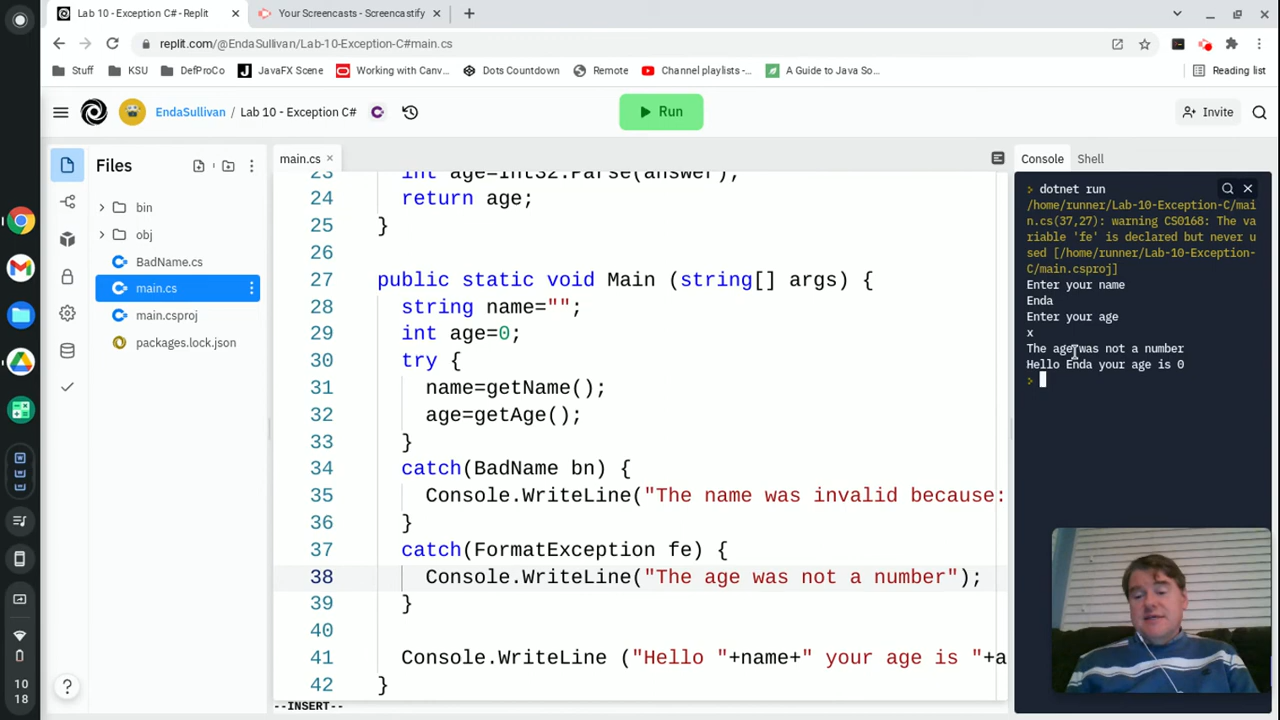 Lab 10 - Exception C# - Replit
Your Screencasts - Screencastify
replit.com/@EndaSullivan/Lab-10-Exception-C#main.cs
Stuff
KSU
DefProCo
JavaFX Scene
Working with Canv...
Dots Countdown
Remote
Channel playlists -...
A Guide to Java So...
Reading list
EndaSullivan / Lab 10 - Exception C#
Run
Invite
Files
main.cs
Console
Shell
bin
obj
BadName.cs
main.cs
main.csproj
packages.lock.json
23 int age=Int32.Parse(answer);
24 return age;
25 }
26
27 public static void Main (string[] args) {
28 string name="";
29 int age=0;
30 try {
31 name=getName();
32 age=getAge();
33 }
34 catch(BadName bn) {
35 Console.WriteLine("The name was invalid because:
36 }
37 catch(FormatException fe) {
38 Console.WriteLine("The age was not a number");
39 }
40
41 Console.WriteLine ("Hello "+name+" your age is "+a
42 }
--INSERT--
> dotnet run
/home/runner/Lab-10-Exception-C/mai
n.cs(37,27): warning CS0168: The va
riable 'fe' is declared but never u
sed [/home/runner/Lab-10-Exception-
C/main.csproj]
Enter your name
Enda
Enter your age
x
The age was not a number
Hello Enda your age is 0
>
10
18
?